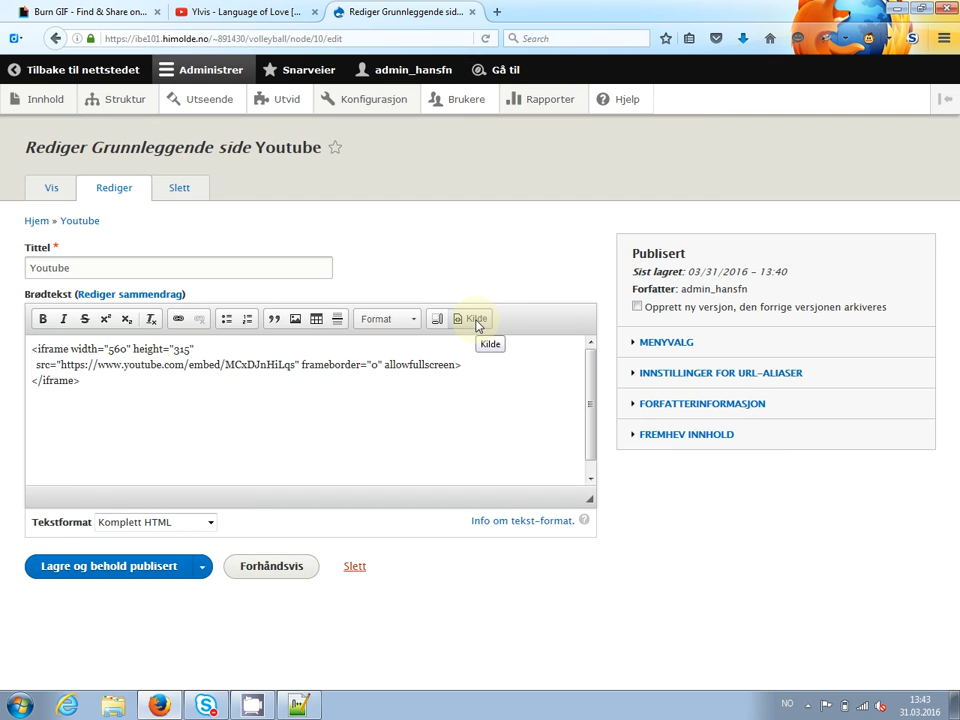 Burn GIF - Find & Share on...
Ylvis - Language of Love [...
Rediger Grunnleggende sid...
https://ibe101.himolde.no/~891430/volleyball/node/10/edit
Search
Tilbake til nettstedet
Administrer
Snarveier
admin_hansfn
Gå til
Innhold
Struktur
Utseende
Utvid
Konfigurasjon
Brukere
Rapporter
Hjelp
Rediger Grunnleggende side Youtube
Vis
Rediger
Slett
Hjem » Youtube
Tittel *
Youtube
Brødtekst (Rediger sammendrag)
Format
Kilde
Kilde
<iframe width="560" height="315"
src="https://www.youtube.com/embed/MCxDJnHiLqs" frameborder="0" allowfullscreen>
</iframe>
Tekstformat Komplett HTML
Info om tekst-format.
Lagre og behold publisert
Forhåndsvis
Slett
Publisert
Sist lagret: 03/31/2016 - 13:40
Forfatter: admin_hansfn
Opprett ny versjon, den forrige versjonen arkiveres
MENYVALG
INNSTILLINGER FOR URL-ALIASER
FORFATTERINFORMASJON
FREMHEV INNHOLD
NO
13:43
31.03.2016